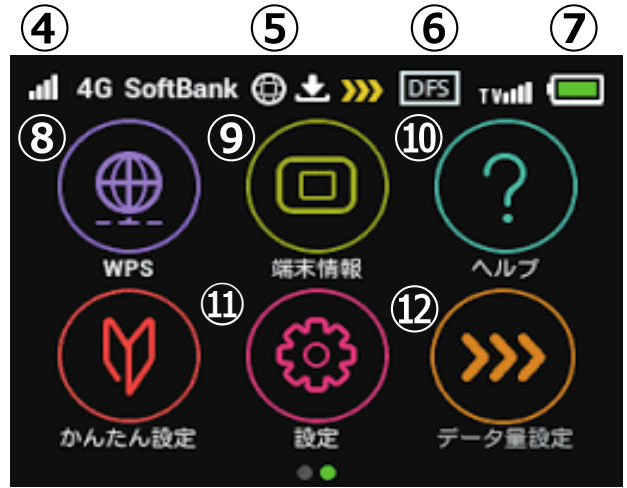 ④ ⑤ ⑥ ⑦
4G SoftBank DFS TV
⑧ ⑨ ⑩
WPS 端末情報 ヘルプ
⑪ ⑫
かんたん設定 設定 データ量設定